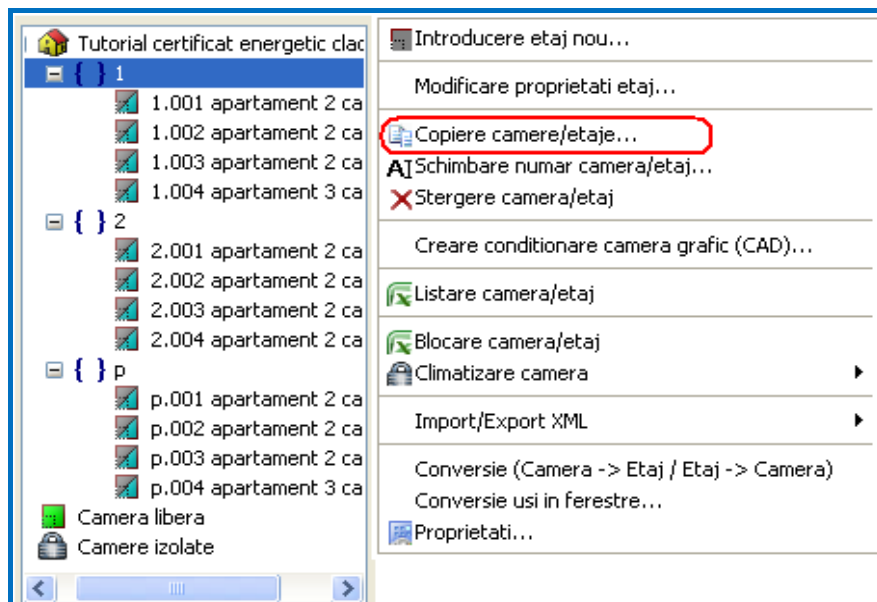 Tutorial certificat energetic clac
{ } 1
1.001 apartament 2 ca
1.002 apartament 2 ca
1.003 apartament 2 ca
1.004 apartament 3 ca
{ } 2
2.001 apartament 2 ca
2.002 apartament 2 ca
2.003 apartament 2 ca
2.004 apartament 2 ca
{ } p
p.001 apartament 2 ca
p.002 apartament 2 ca
p.003 apartament 2 ca
p.004 apartament 3 ca
Camera libera
Camere izolate
Introducere etaj nou...
Modificare proprietati etaj...
Copiere camere/etaje...
Schimbare numar camera/etaj...
Stergere camera/etaj
Creare conditionare camera grafic (CAD)...
Listare camera/etaj
Blocare camera/etaj
Climatizare camera
Import/Export XML
Conversie (Camera -> Etaj / Etaj -> Camera)
Conversie usi in ferestre...
Proprietati...